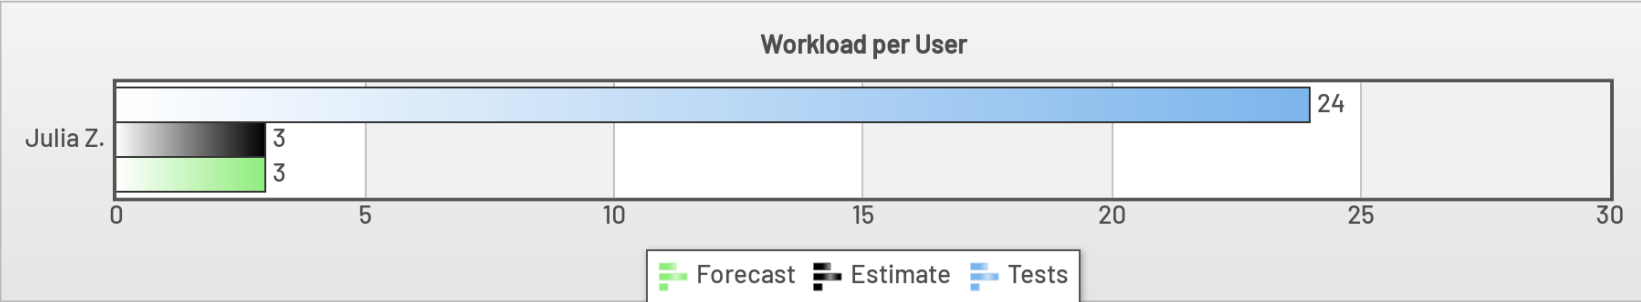 Workload per User
24
Julia Z.
3
3
0 5 10 15 20 25 30
Forecast Estimate Tests